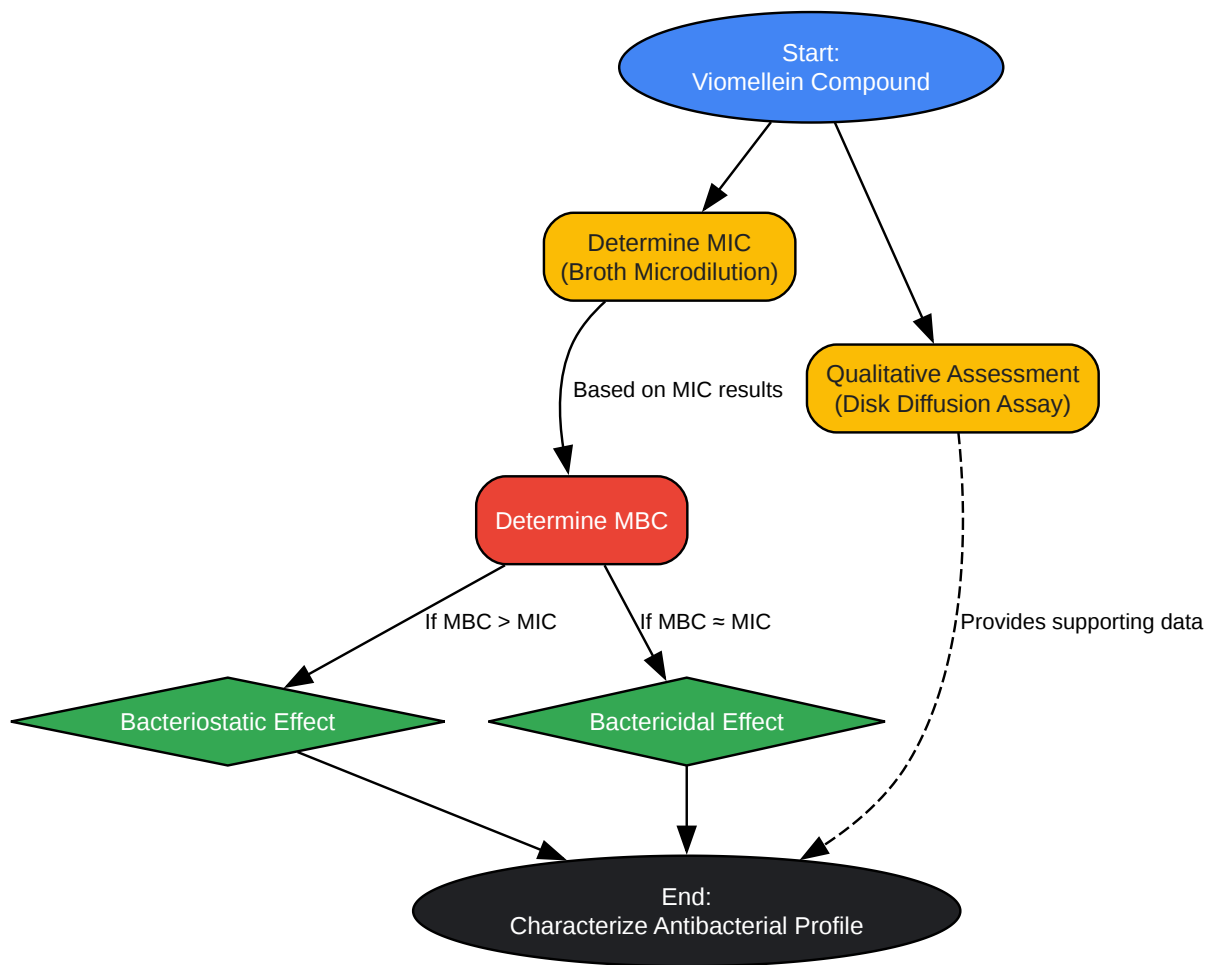 Start:
Viomellein Compound
Determine MIC
(Broth Microdilution)
Qualitative Assessment
(Disk Diffusion Assay)
Based on MIC results
Determine MBC
If MBC > MIC
If MBC ≈ MIC
Provides supporting data
Bacteriostatic Effect
Bactericidal Effect
End:
Characterize Antibacterial Profile